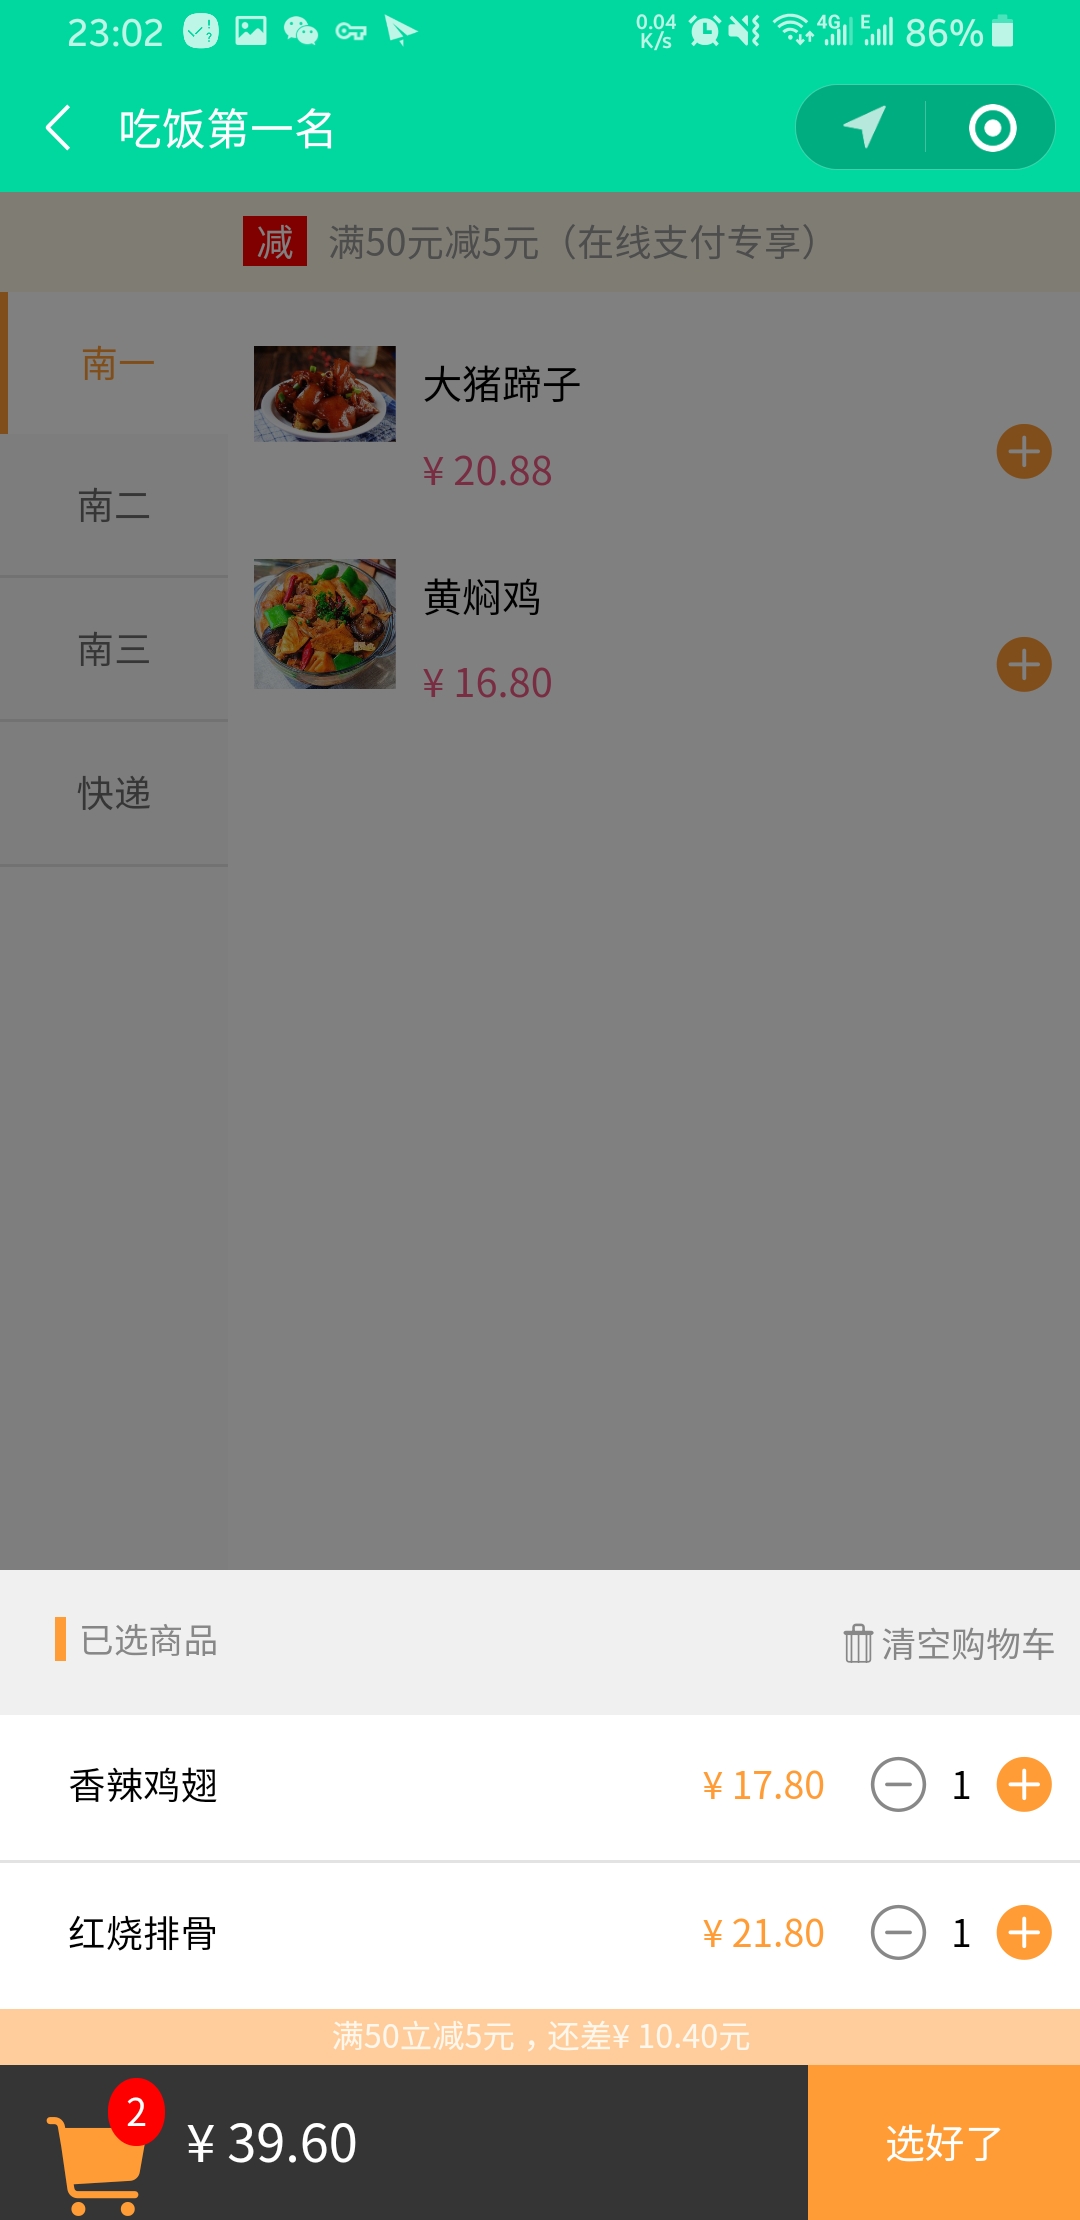 23:02 0.04 K/s 4G E 86%
吃饭第一名
减 满50元减5元（在线支付专享）
南一
大猪蹄子
¥ 20.88
南二
黄焖鸡
¥ 16.80
南三
快递
已选商品 清空购物车
香辣鸡翅 ¥ 17.80 1
红烧排骨 ¥ 21.80 1
满50立减5元，还差¥ 10.40元
2 ¥ 39.60 选好了